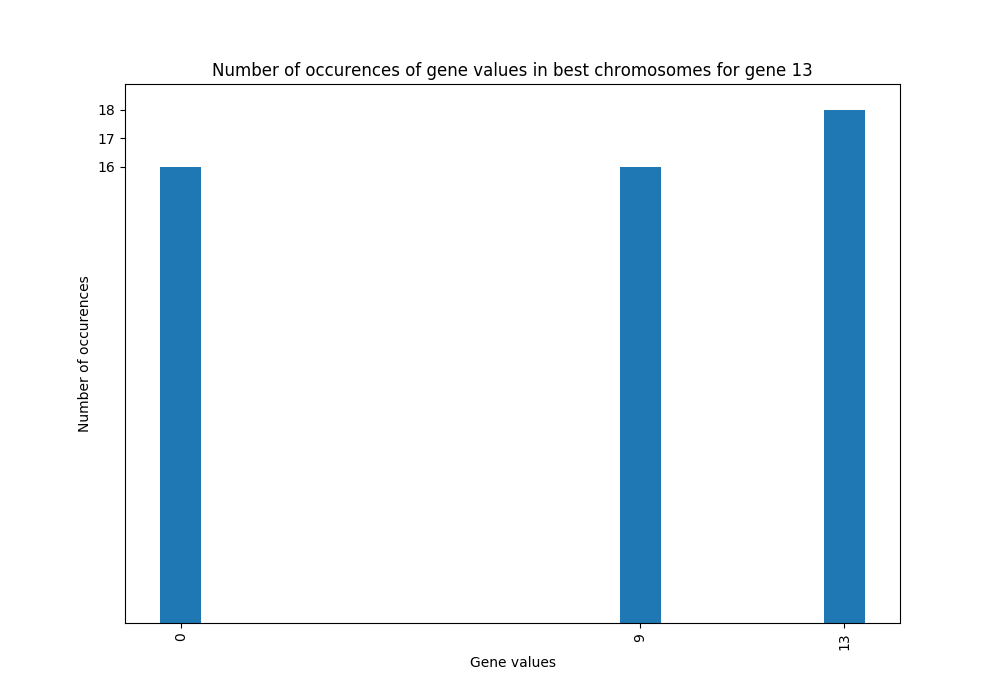 Number of occurences of gene values in best chromosomes for gene 13
18
17
16
Number of occurences
0
9
13
Gene values